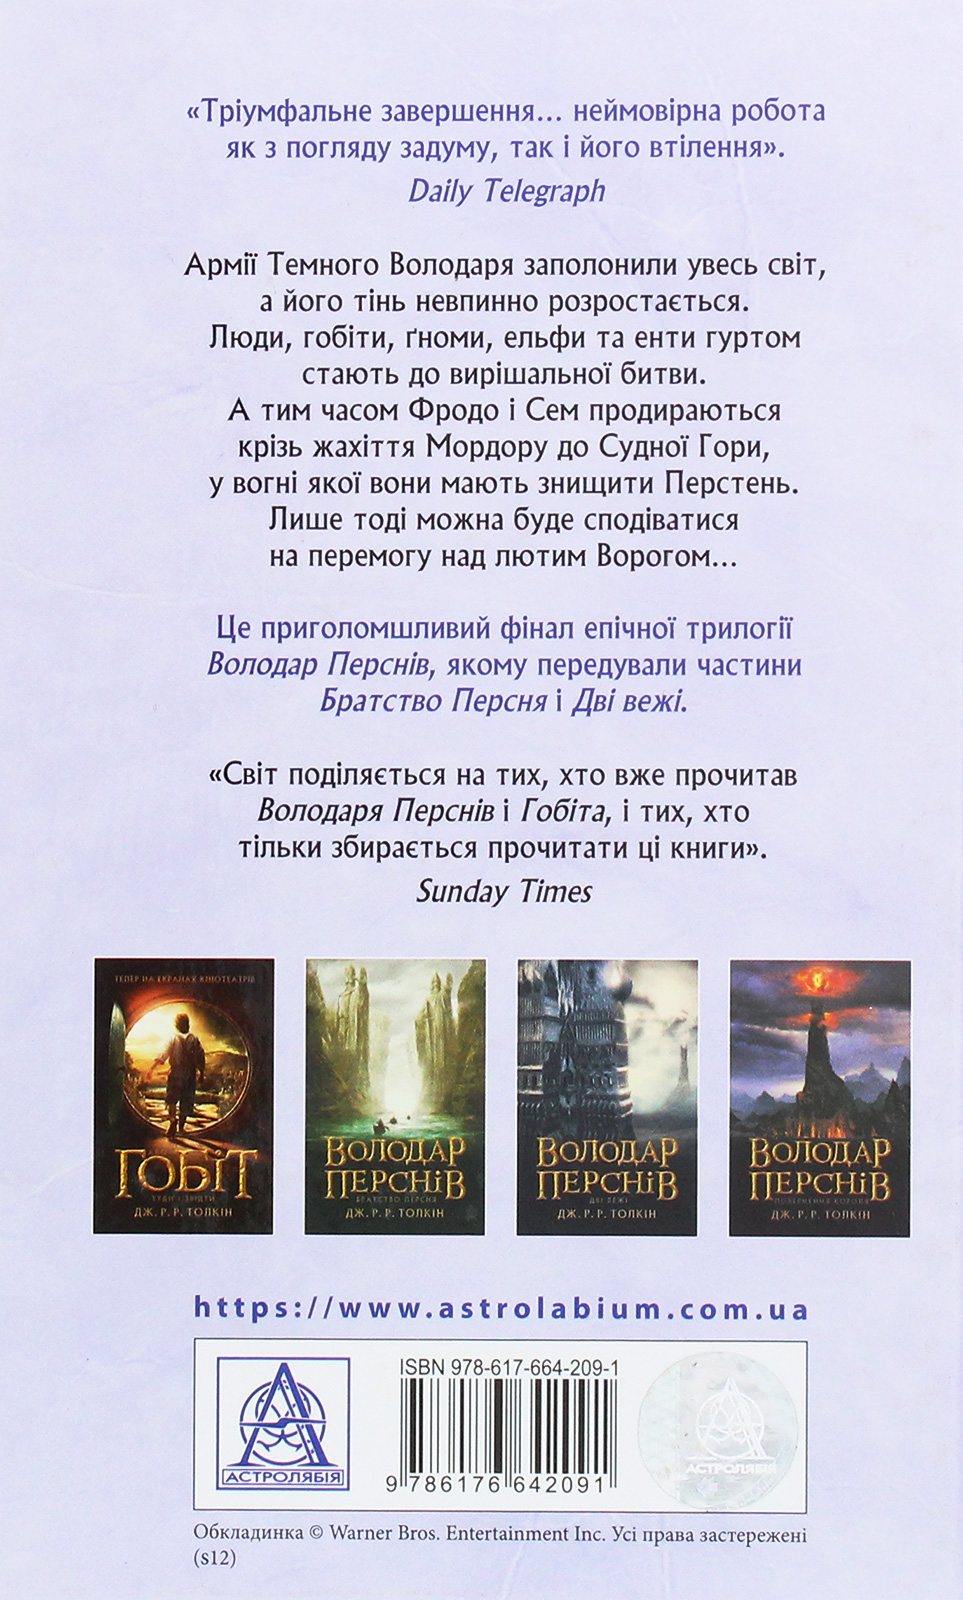 «Тріумфальне завершення... неймовірна робота
як з погляду задуму, так і його втілення».
Daily Telegraph
Армії Темного Володаря заполонили увесь світ,
а його тінь невпинно розростається.
Люди, гобіти, ґноми, ельфи та енти гуртом
стають до вирішальної битви.
А тим часом Фродо і Сем продираються
крізь жахіття Мордору до Судної Гори,
у вогні якої вони мають знищити Перстень.
Лише тоді можна буде сподіватися
на перемогу над лютим Ворогом...
Це приголомшливий фінал епічної трилогії
Володар Перснів, якому передували частини
Братство Персня і Дві вежі.
«Світ поділяється на тих, хто вже прочитав
Володаря Перснів і Гобіта, і тих, хто
тільки збирається прочитати ці книги».
Sunday Times
ТЕПЕР НА ЕКРАНАХ КІНОТЕАТРІВ
ГОБІТ
ДЖ. Р. Р. ТОЛКІН
ВОЛОДАР
ПЕРСНІВ
БРАТСТВО ПЕРСНЯ
ДЖ. Р. Р. ТОЛКІН
ВОЛОДАР
ПЕРСНІВ
ДВІ ВЕЖІ
ДЖ. Р. Р. ТОЛКІН
ВОЛОДАР
ПЕРСНІВ
ПОВЕРНЕННЯ КОРОЛЯ
ДЖ. Р. Р. ТОЛКІН
https://www.astrolabium.com.ua
АСТРОЛЯБІЯ
ISBN 978-617-664-209-1
9 786176 642091
АСТРОЛЯБІЯ
Обкладинка © Warner Bros. Entertainment Inc. Усі права застережені
(s12)